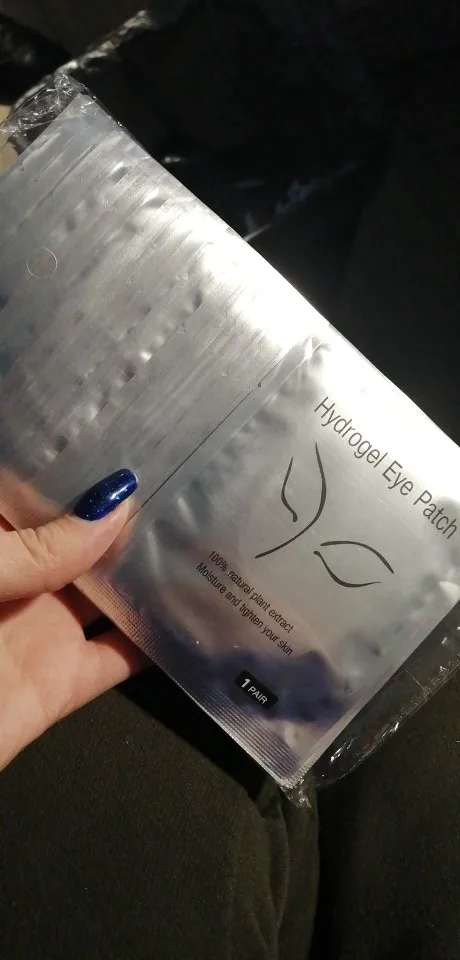 Hydrogel Eye Patch
100% natural plant extract
Moisture and tighten your skin
1 PAIR